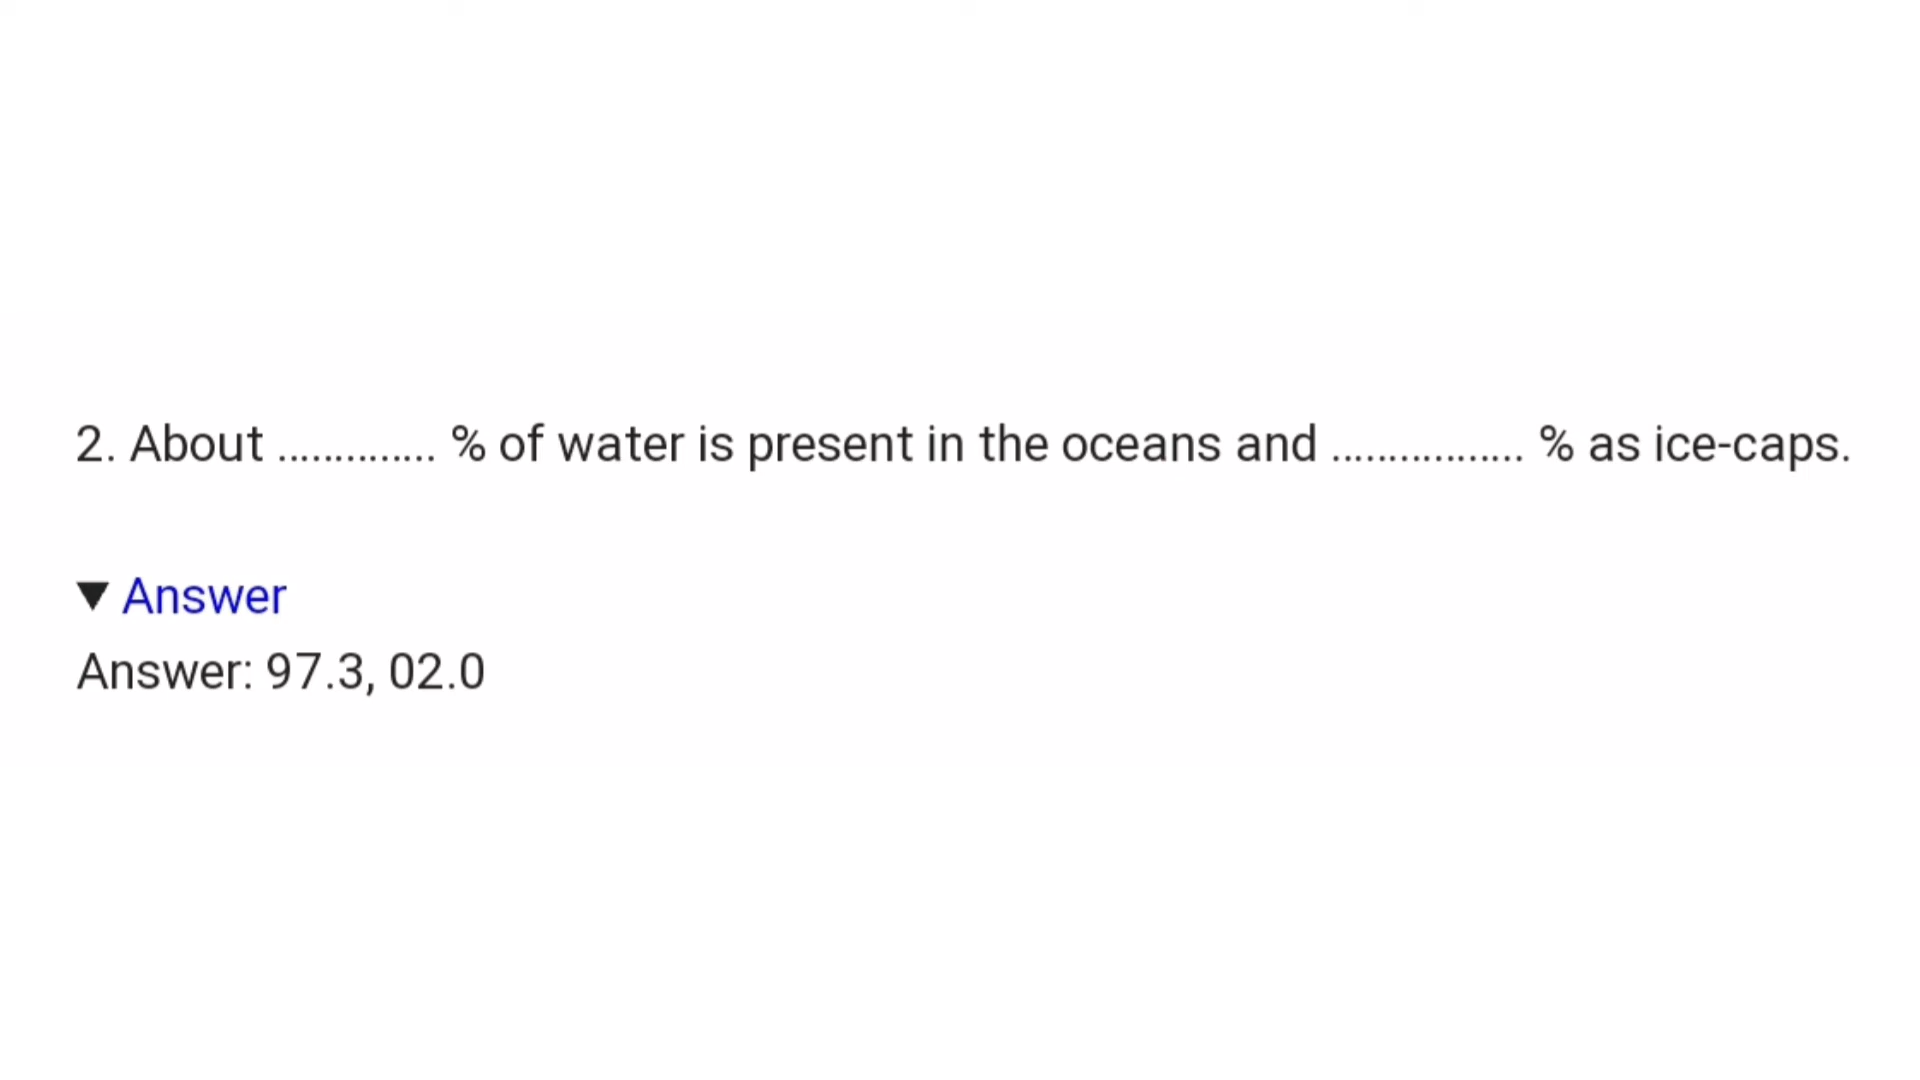 2. About .............. % of water is present in the oceans and ................. % as ice-caps.
▼ Answer
Answer: 97.3, 02.0